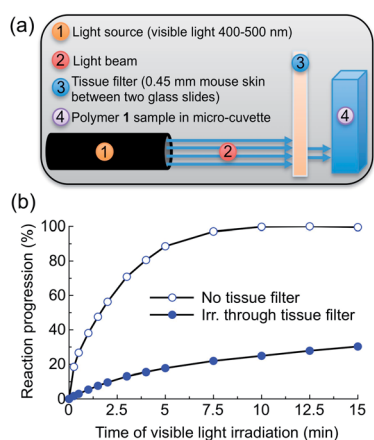 (a)
1 Light source (visible light 400-500 nm)
2 Light beam
3 Tissue filter (0.45 mm mouse skin
between two glass slides)
4 Polymer 1 sample in micro-cuvette
3
4
1
2
(b)
Reaction progression (%)
100
80
60
40
20
0
No tissue filter
Irr. through tissue filter
0 2.5 5 7.5 10 12.5 15
Time of visible light irradiation (min)